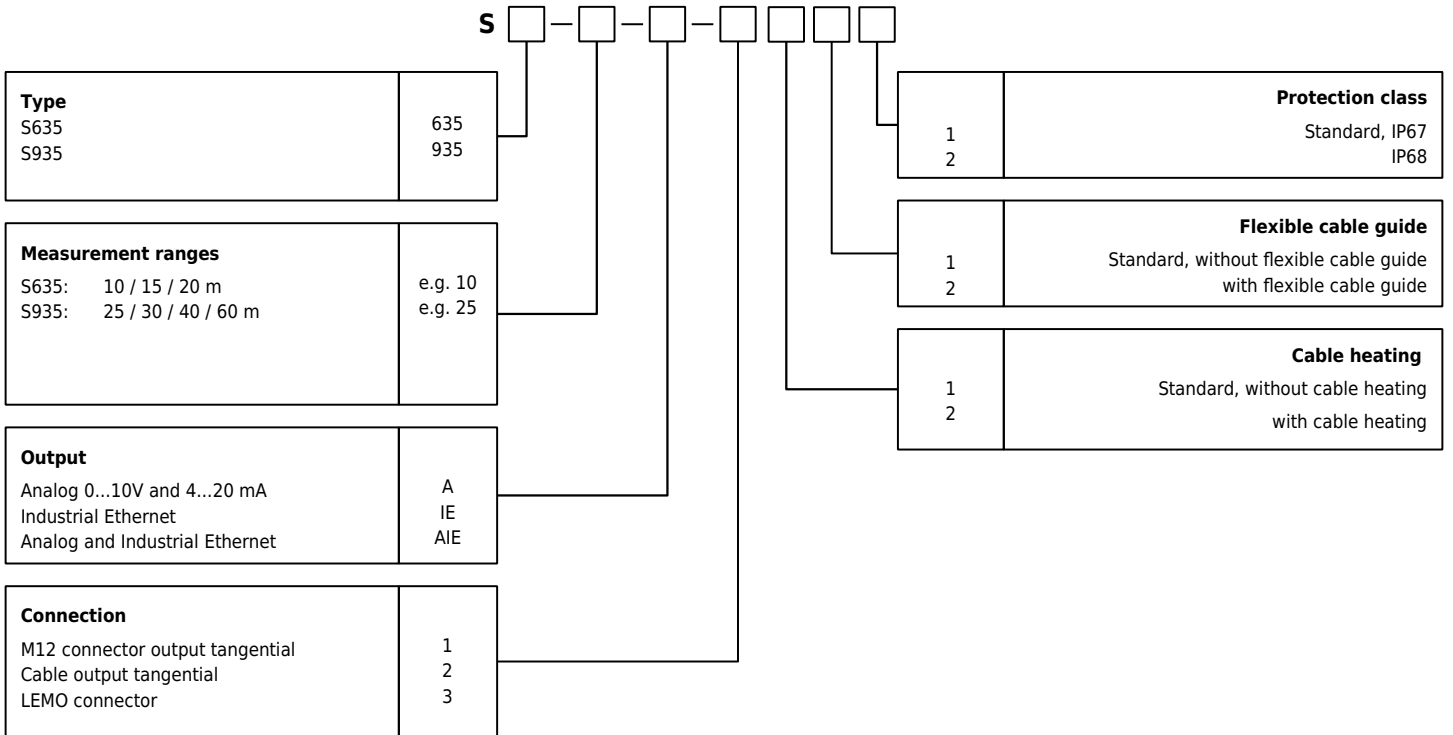 S — — —
Type
S635 635
S935 935
Measurement ranges
S635: 10 / 15 / 20 m e.g. 10
S935: 25 / 30 / 40 / 60 m e.g. 25
Output
Analog 0...10V and 4...20 mA A
Industrial Ethernet IE
Analog and Industrial Ethernet AIE
Connection
M12 connector output tangential 1
Cable output tangential 2
LEMO connector 3
Protection class
1 Standard, IP67
2 IP68
Flexible cable guide
1 Standard, without flexible cable guide
2 with flexible cable guide
Cable heating
1 Standard, without cable heating
2 with cable heating